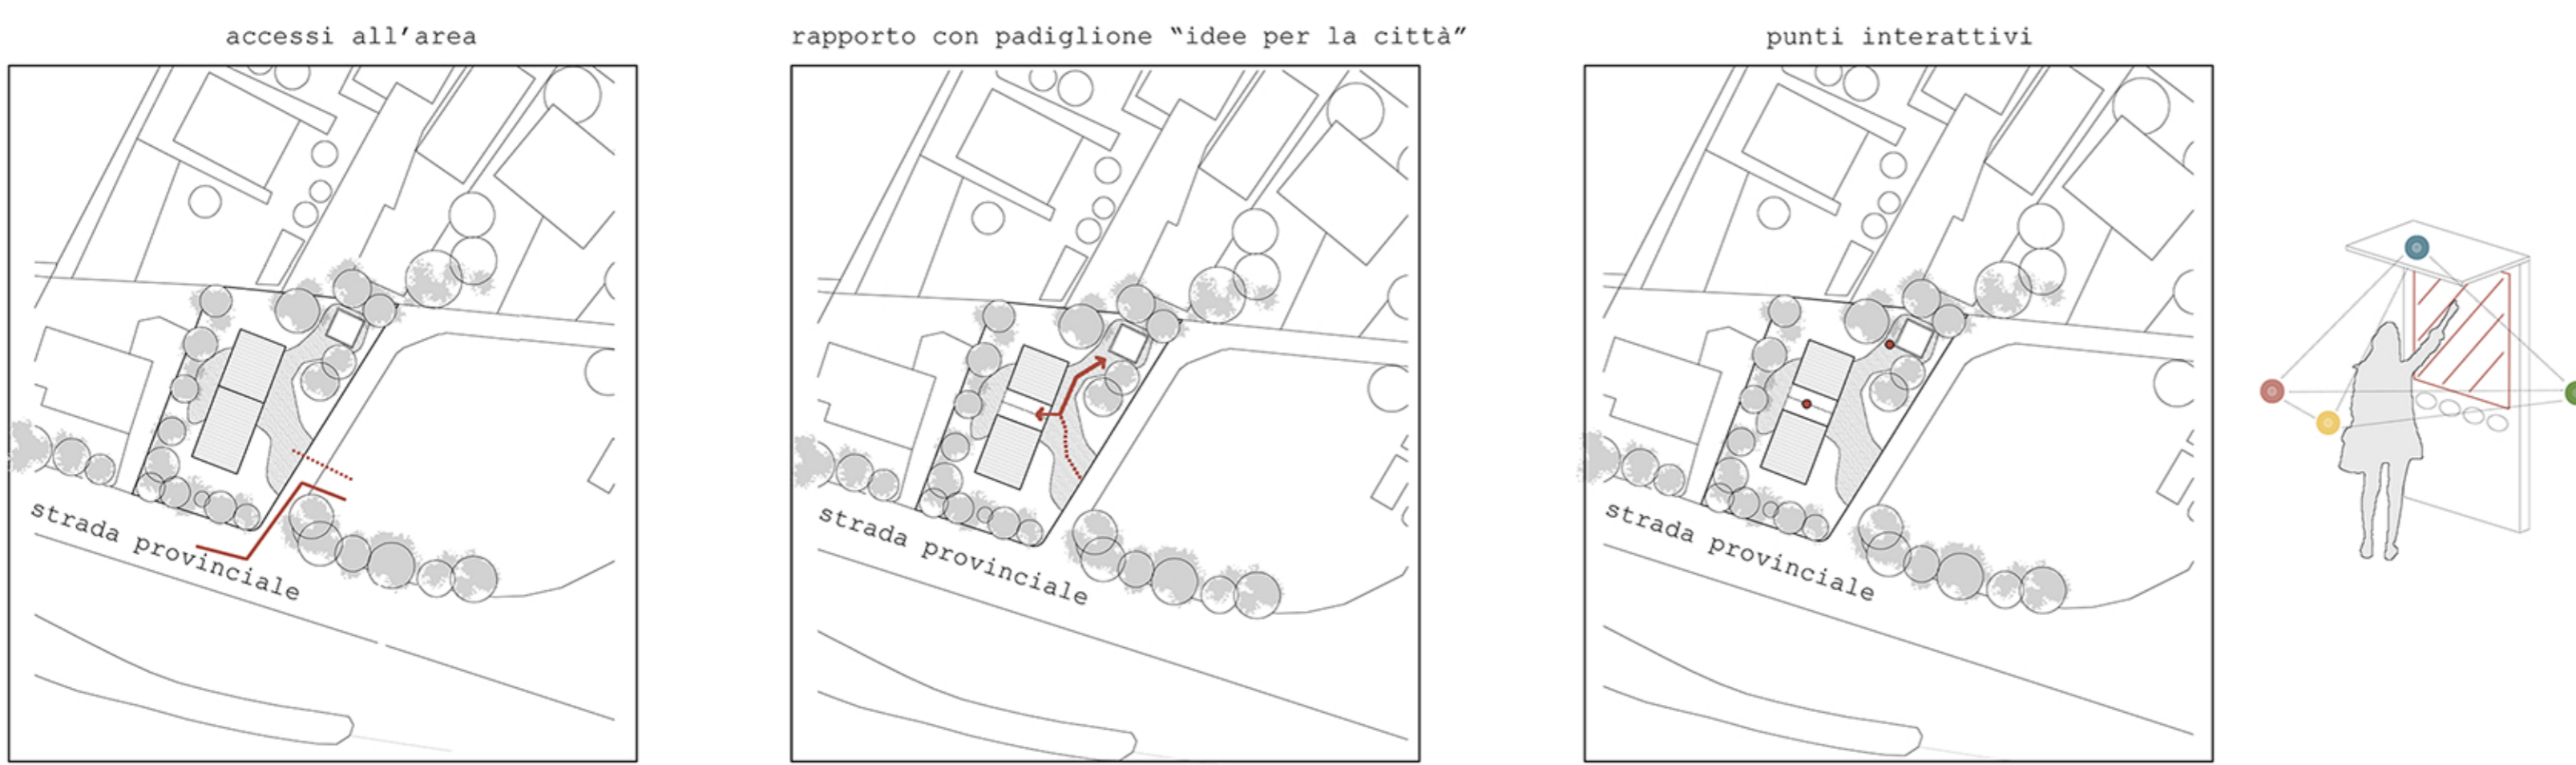 accessi all’area
rapporto con padiglione “idee per la città”
punti interattivi
strada provinciale
strada provinciale
strada provinciale